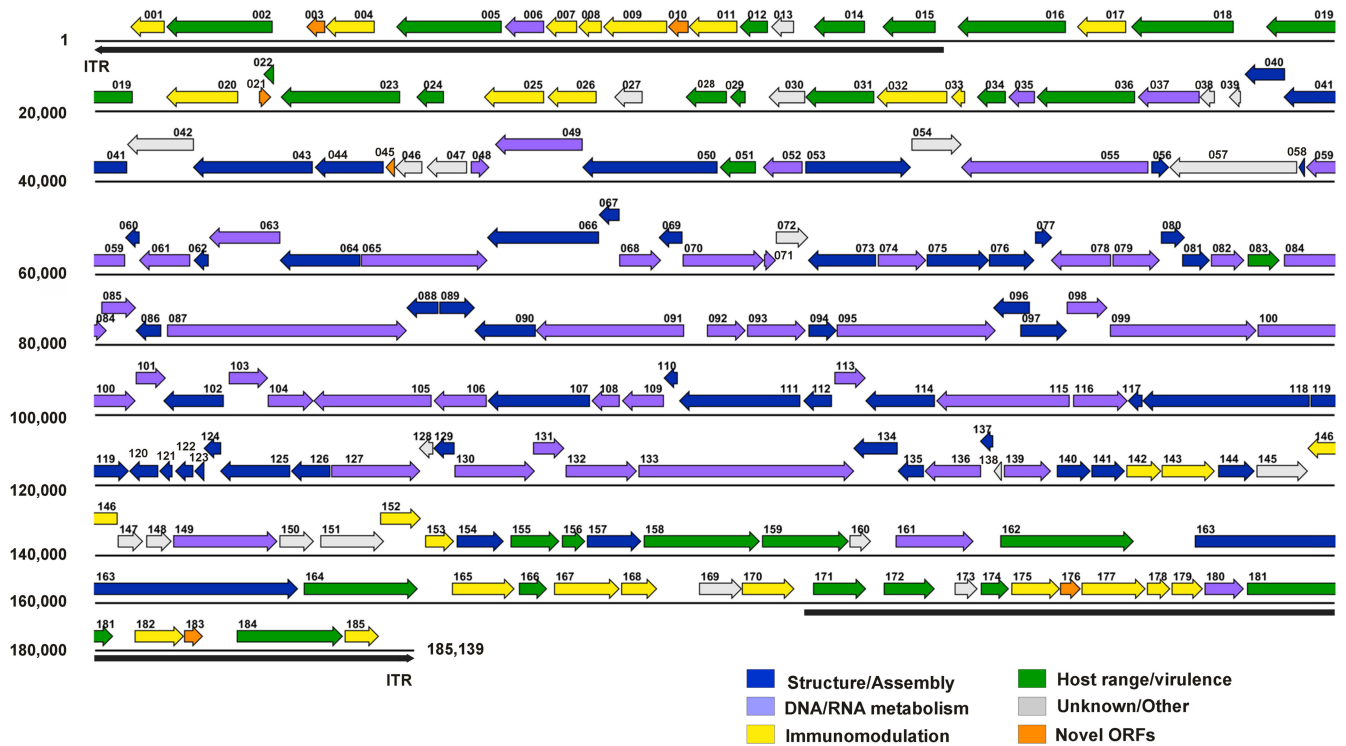 001 002 003 004 005 006 007 008 009 010 011 012 013 014 015 016 017 018 019
1
ITR
022 040
019 020 021 023 024 025 026 027 028 029 030 031 032 033 034 035 036 037 038 039 041
20,000
042 049 054
041 043 044 045 046 047 048 050 051 052 053 055 056 057 058 059
40,000
067
060 063 066 069 072 077 080
059 061 062 064 065 068 070 071 073 074 075 076 078 079 081 082 083 084
60,000
085 088 089 096 098
084 086 087 090 091 092 093 094 095 097 099 100
80,000
101 103 110 113
100 102 104 105 106 107 108 109 111 112 114 115 116 117 118 119
100,000
124 128 129 131 134 137 146
119 120 121 122 123 125 126 127 130 132 133 135 136 138 139 140 141 142 143 144 145
120,000
146 152
147 148 149 150 151 153 154 155 156 157 158 159 160 161 162 163
140,000
163 164 165 166 167 168 169 170 171 172 173 174 175 176 177 178 179 180 181
160,000
181 182 183 184 185
180,000 185,139
ITR
Structure/Assembly
DNA/RNA metabolism
Immunomodulation
Host range/virulence
Unknown/Other
Novel ORFs